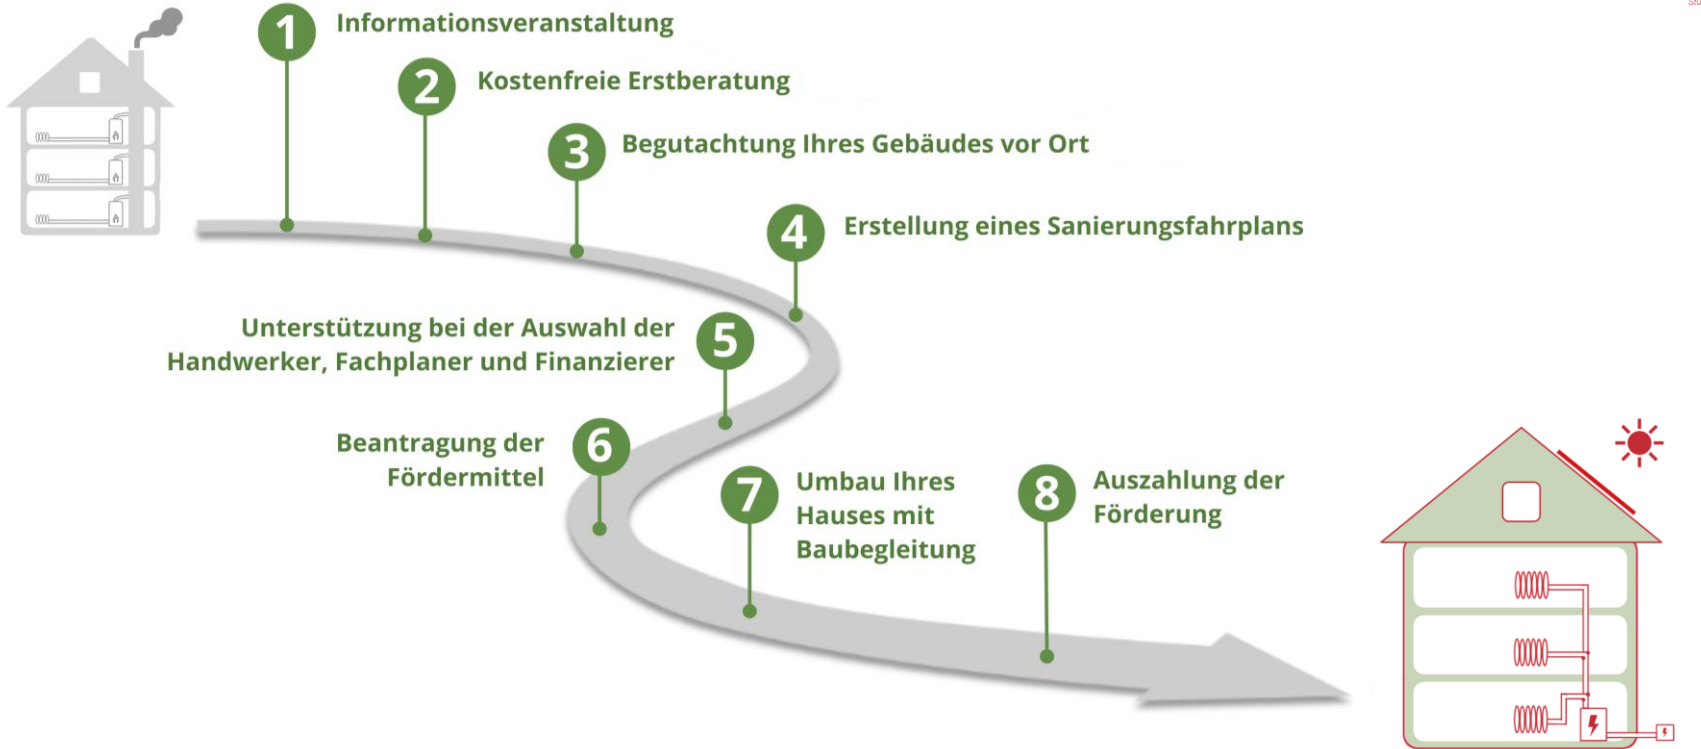 1 Informationsveranstaltung
2 Kostenfreie Erstberatung
3 Begutachtung Ihres Gebäudes vor Ort
4 Erstellung eines Sanierungsfahrplans
Unterstützung bei der Auswahl der
Handwerker, Fachplaner und Finanzierer
5
Beantragung der
Fördermittel
6
7
Umbau Ihres
Hauses mit
Baubegleitung
8
Auszahlung der
Förderung